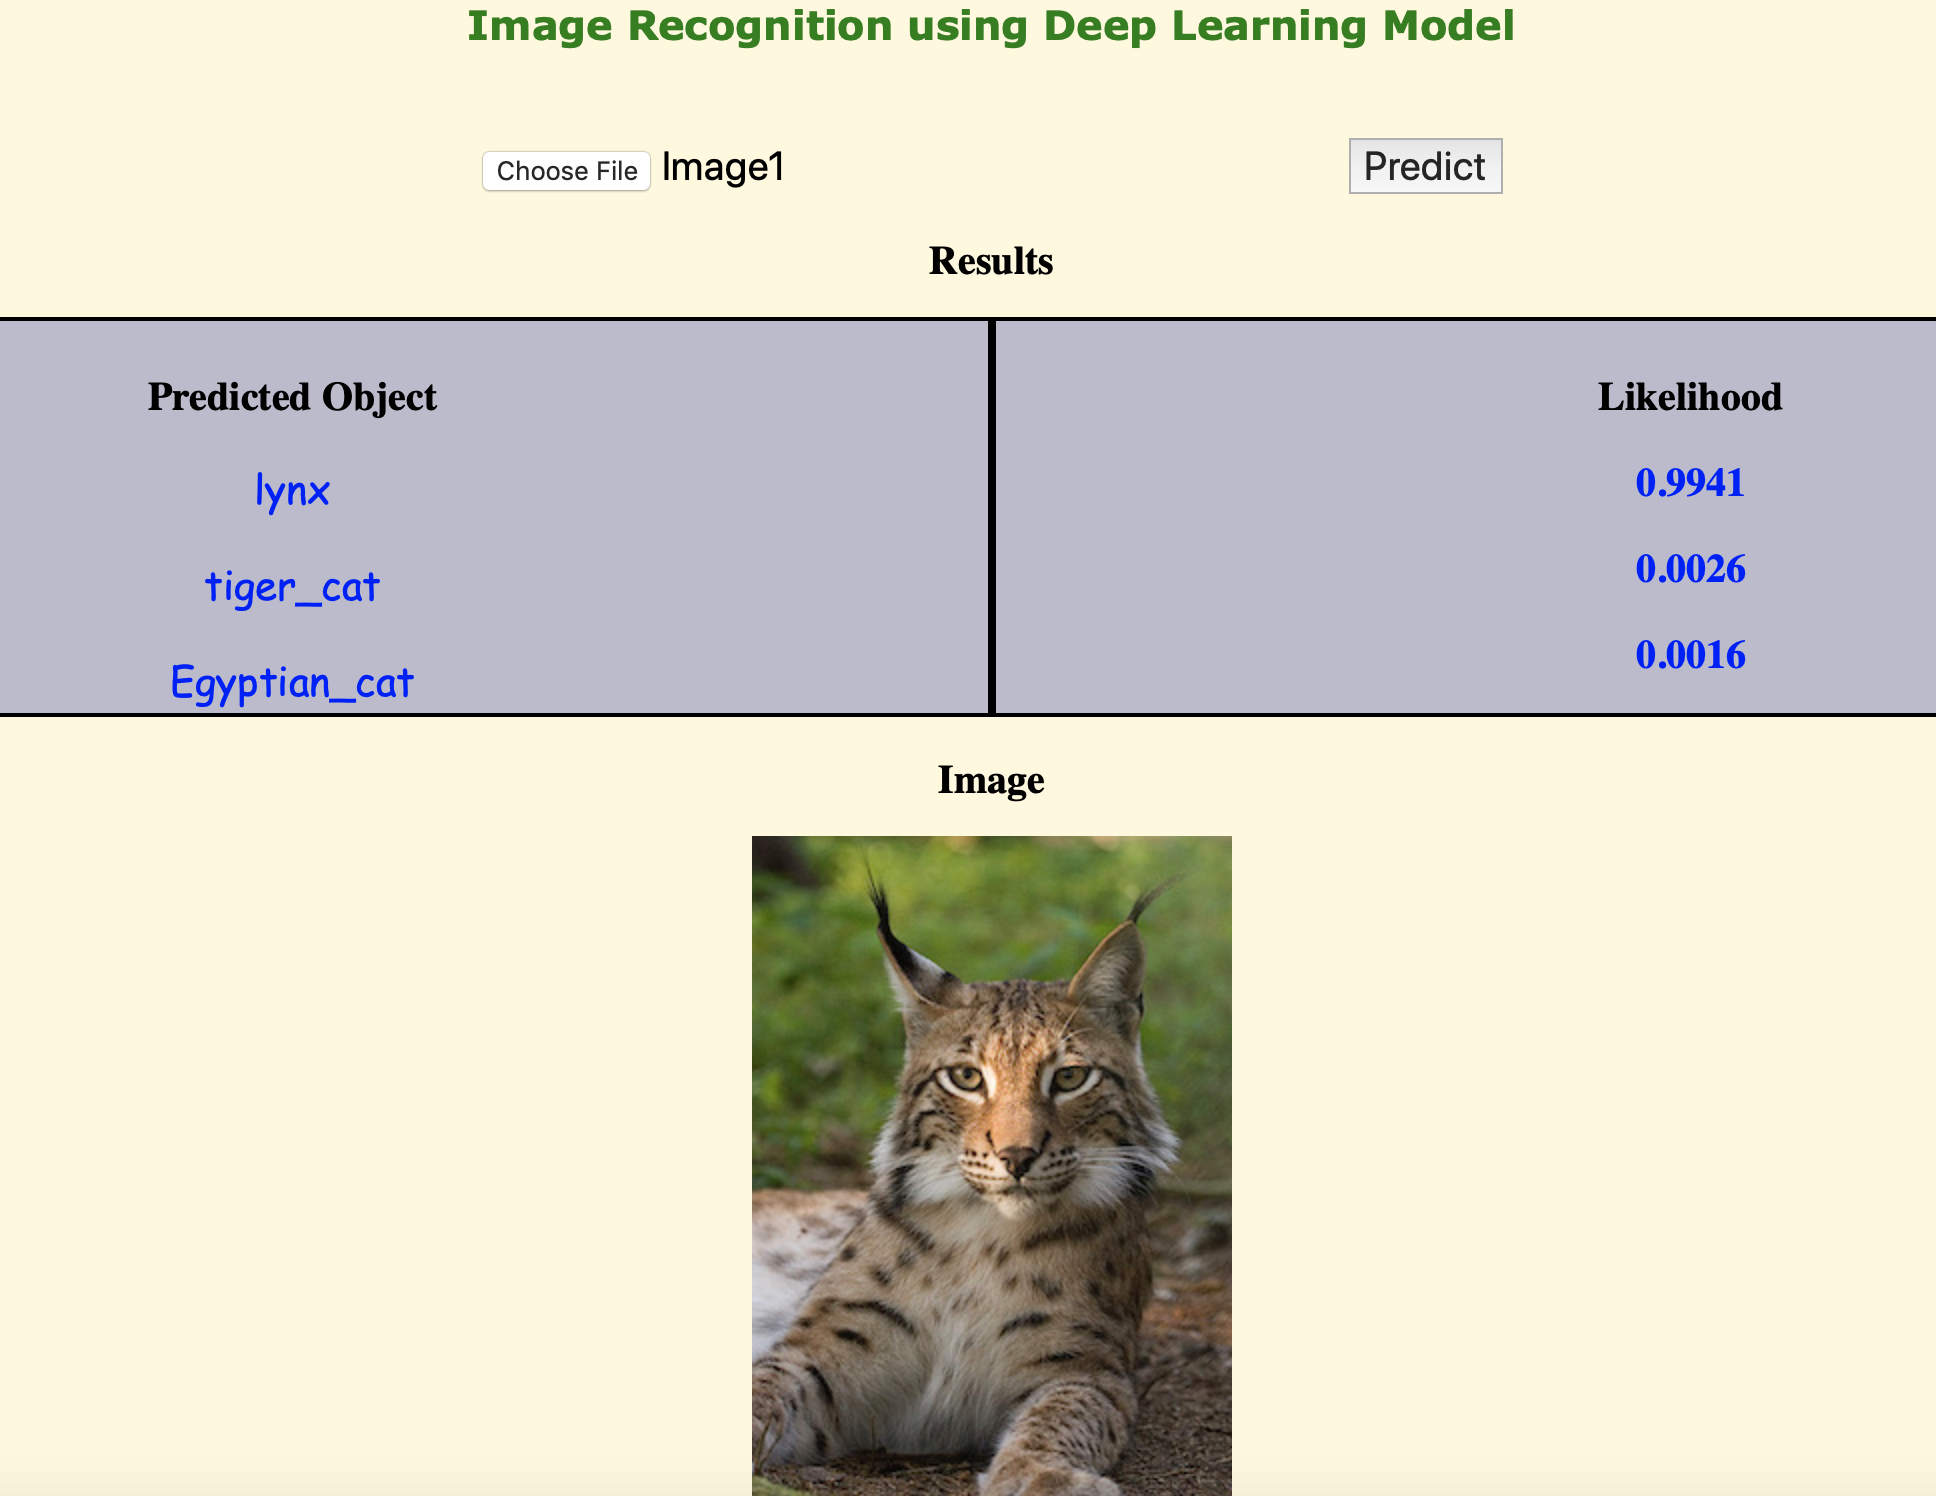 Image Recognition using Deep Learning Model
Choose File Image1 Predict
Results
Predicted Object Likelihood
lynx 0.9941
tiger_cat 0.0026
Egyptian_cat 0.0016
Image